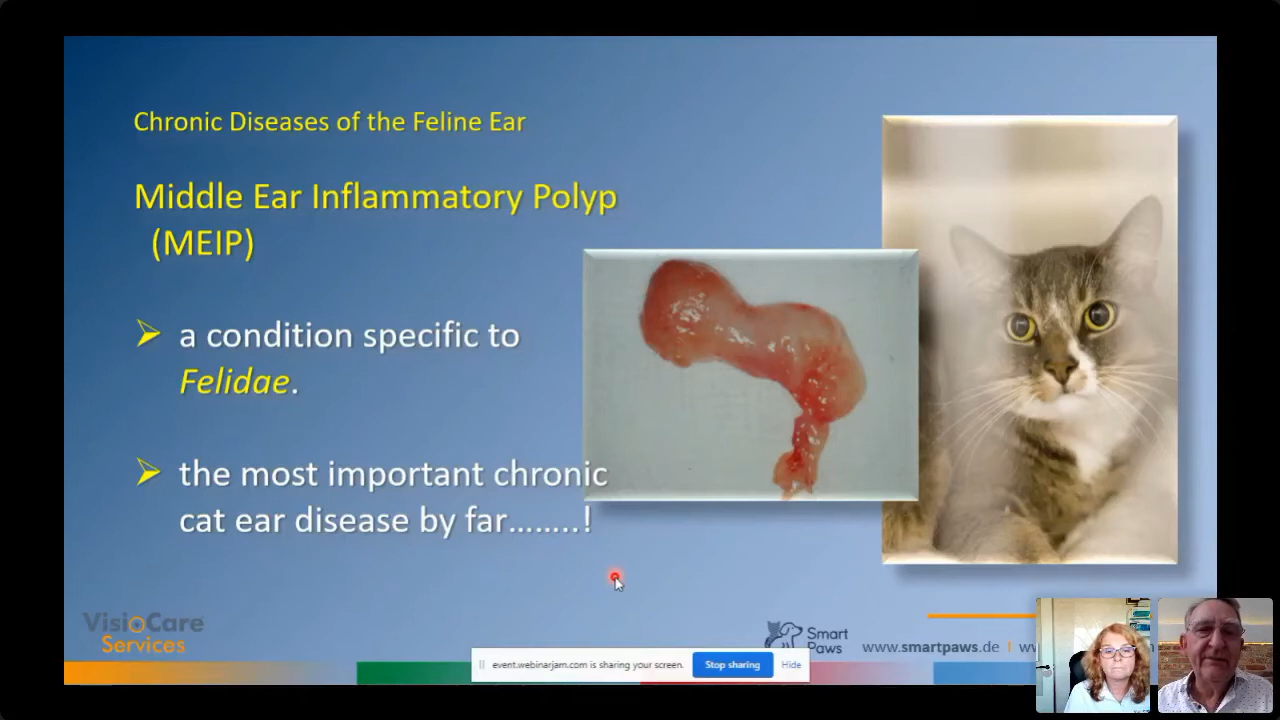 Chronic Diseases of the Feline Ear
Middle Ear Inflammatory Polyp
(MEIP)
a condition specific to
Felidae.
the most important chronic
cat ear disease by far……..!
VisioCare
Services
Smart
Paws
www.smartpaws.de
event.webinarjam.com is sharing your screen.
Stop sharing
Hide